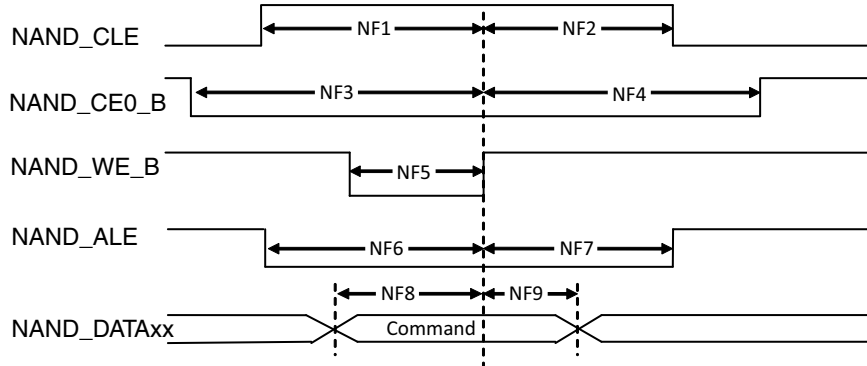 NAND_CLE
NF1
NF2
NAND_CE0_B
NF3
NF4
NAND_WE_B
NF5
NAND_ALE
NF6
NF7
NF8
NF9
NAND_DATAxx
Command